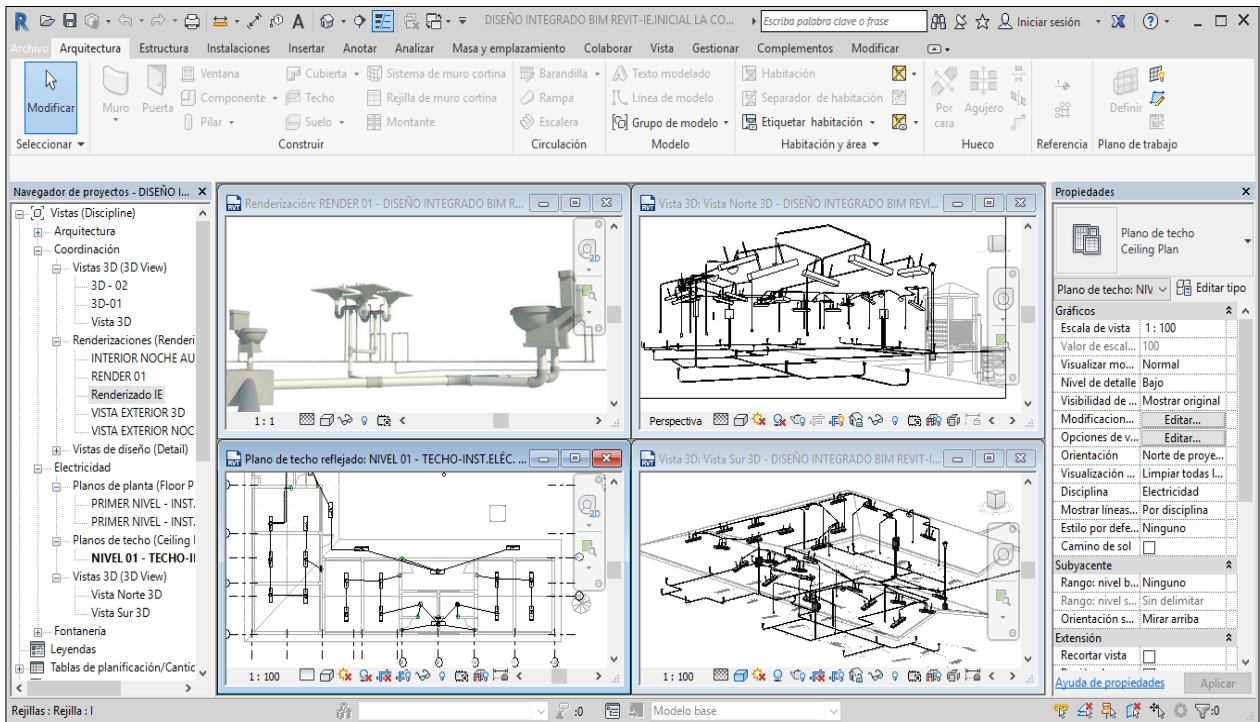 DISEÑO INTEGRADO BIM REVIT-IE.INICIAL LA CO... Escriba palabra clave o frase Iniciar sesión
Archivo Arquitectura Estructura Instalaciones Insertar Anotar Analizar Masa y emplazamiento Colaborar Vista Gestionar Complementos Modificar
Modificar
Muro
Puerta
Ventana
Componente
Pilar
Cubierta
Techo
Suelo
Sistema de muro cortina
Rejilla de muro cortina
Montante
Barandilla
Rampa
Escalera
Texto modelado
Línea de modelo
Grupo de modelo
Habitación
Separador de habitación
Etiquetar habitación
Por cara
Agujero
Definir
Seleccionar Construir Circulación Modelo Habitación y área Hueco Referencia Plano de trabajo
Navegador de proyectos - DISEÑO I...
Vistas (Discipline)
Arquitectura
Coordinación
Vistas 3D (3D View)
3D - 02
3D-01
Vista 3D
Renderizaciones (Renderi
INTERIOR NOCHE AU
RENDER 01
Renderizado IE
VISTA EXTERIOR 3D
VISTA EXTERIOR NOC
Vistas de diseño (Detail)
Electricidad
Planos de planta (Floor P
PRIMER NIVEL - INST.
PRIMER NIVEL - INST.
Planos de techo (Ceiling I
NIVEL 01 - TECHO-II
Vistas 3D (3D View)
Vista Norte 3D
Vista Sur 3D
Fontanería
Leyendas
Tablas de planificación/Cantic
Renderización: RENDER 01 - DISEÑO INTEGRADO BIM R...
2D
1:1
Vista 3D: Vista Norte 3D - DISEÑO INTEGRADO BIM REVI...
Perspectiva
Plano de techo reflejado: NIVEL 01 - TECHO-INST.ELÉC. ...
2D
1 : 100
Vista 3D: Vista Sur 3D - DISEÑO INTEGRADO BIM REVIT-I...
1 : 100
Propiedades
Plano de techo
Ceiling Plan
Plano de techo: NIV Editar tipo
Gráficos
Escala de vista 1 : 100
Valor de escal... 100
Visualizar mo... Normal
Nivel de detalle Bajo
Visibilidad de ... Mostrar original
Modificacion... Editar...
Opciones de v... Editar...
Orientación Norte de proye...
Visualización ... Limpiar todas l...
Disciplina Electricidad
Mostrar líneas... Por disciplina
Estilo por defe... Ninguno
Camino de sol
Subyacente
Rango: nivel b... Ninguno
Rango: nivel s... Sin delimitar
Orientación s... Mirar arriba
Extensión
Recortar vista
Ayuda de propiedades Aplicar
Rejillas : Rejilla : I :0 Modelo base :0